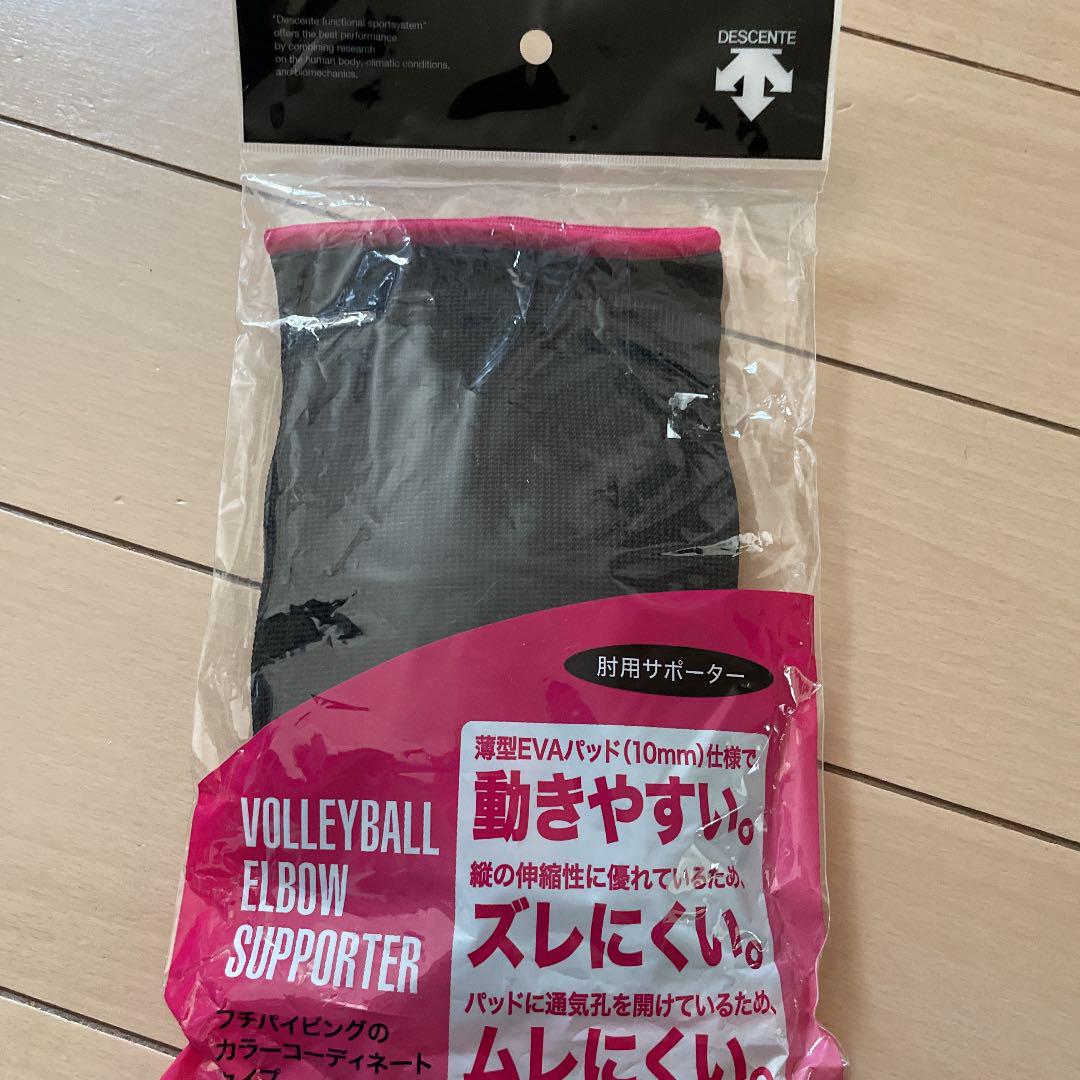 "Descente functional sportsystem"
offers the best performance
by combining research
on the human body, climatic conditions,
and biomechanics.
DESCENTE
肘用サポーター
薄型EVAパッド（10mm）仕様で、
動きやすい。
縦の伸縮性に優れているため、
ズレにくい。
パッドに通気孔を開けているため、
ムレにくい。
VOLLEYBALL
ELBOW
SUPPORTER
フチパイピングの
カラーコーディネート
タイプ